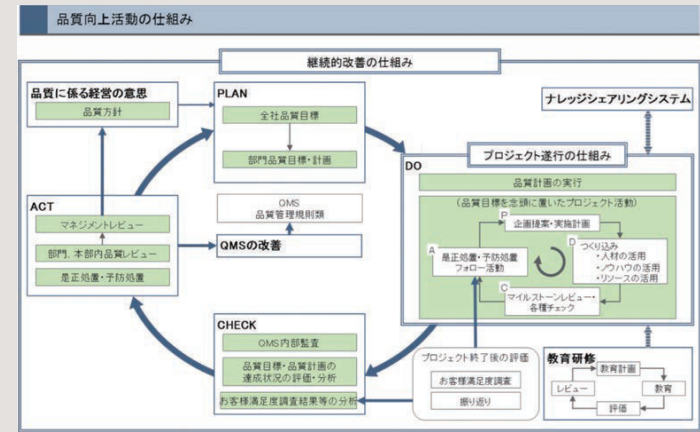 品質向上活動の仕組み
継続的改善の仕組み
品質に係る経営の意思
品質方針
PLAN
全社品質目標
部門品質目標・計画
ナレッジシェアリングシステム
プロジェクト遂行の仕組み
DO
品質計画の実行
(品質目標を念頭に置いたプロジェクト活動)
P
企画提案・実施計画
D
つくり込み
・人材の活用
・ノウハウの活用
・リソースの活用
C
マイルストーンレビュー・
各種チェック
A
是正処置・予防処置
フォロー活動
ACT
マネジメントレビュー
部門、本部内品質レビュー
是正処置・予防処置
QMS
品質管理規則類
QMSの改善
CHECK
QMS内部監査
品質目標・品質計画の
達成状況の評価・分析
お客様満足度調査結果等の分析
プロジェクト終了後の評価
お客様満足度調査
振り返り
教育研修
教育計画
教育
評価
レビュー